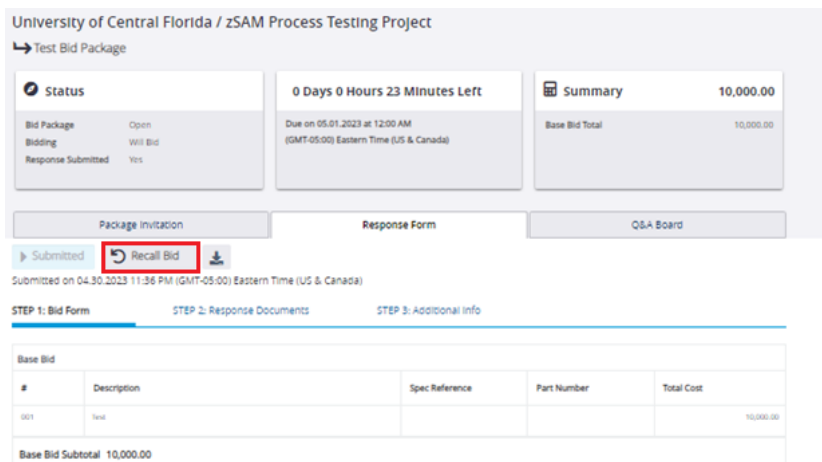 University of Central Florida / zSAM Process Testing Project
Test Bid Package
Status
Bid Package Open
Bidding Will Bid
Response Submitted Yes
0 Days 0 Hours 23 Minutes Left
Due on 05.01.2023 at 12:00 AM
(GMT-05:00) Eastern Time (US & Canada)
Summary 10,000.00
Base Bid Total 10,000.00
Package Invitation Response Form Q&A Board
Submitted Recall Bid
Submitted on 04.30.2023 11:36 PM (GMT-05:00) Eastern Time (US & Canada)
STEP 1: Bid Form STEP 2: Response Documents STEP 3: Additional Info
Base Bid
# Description Spec Reference Part Number Total Cost
001 Test 10,000.00
Base Bid Subtotal 10,000.00